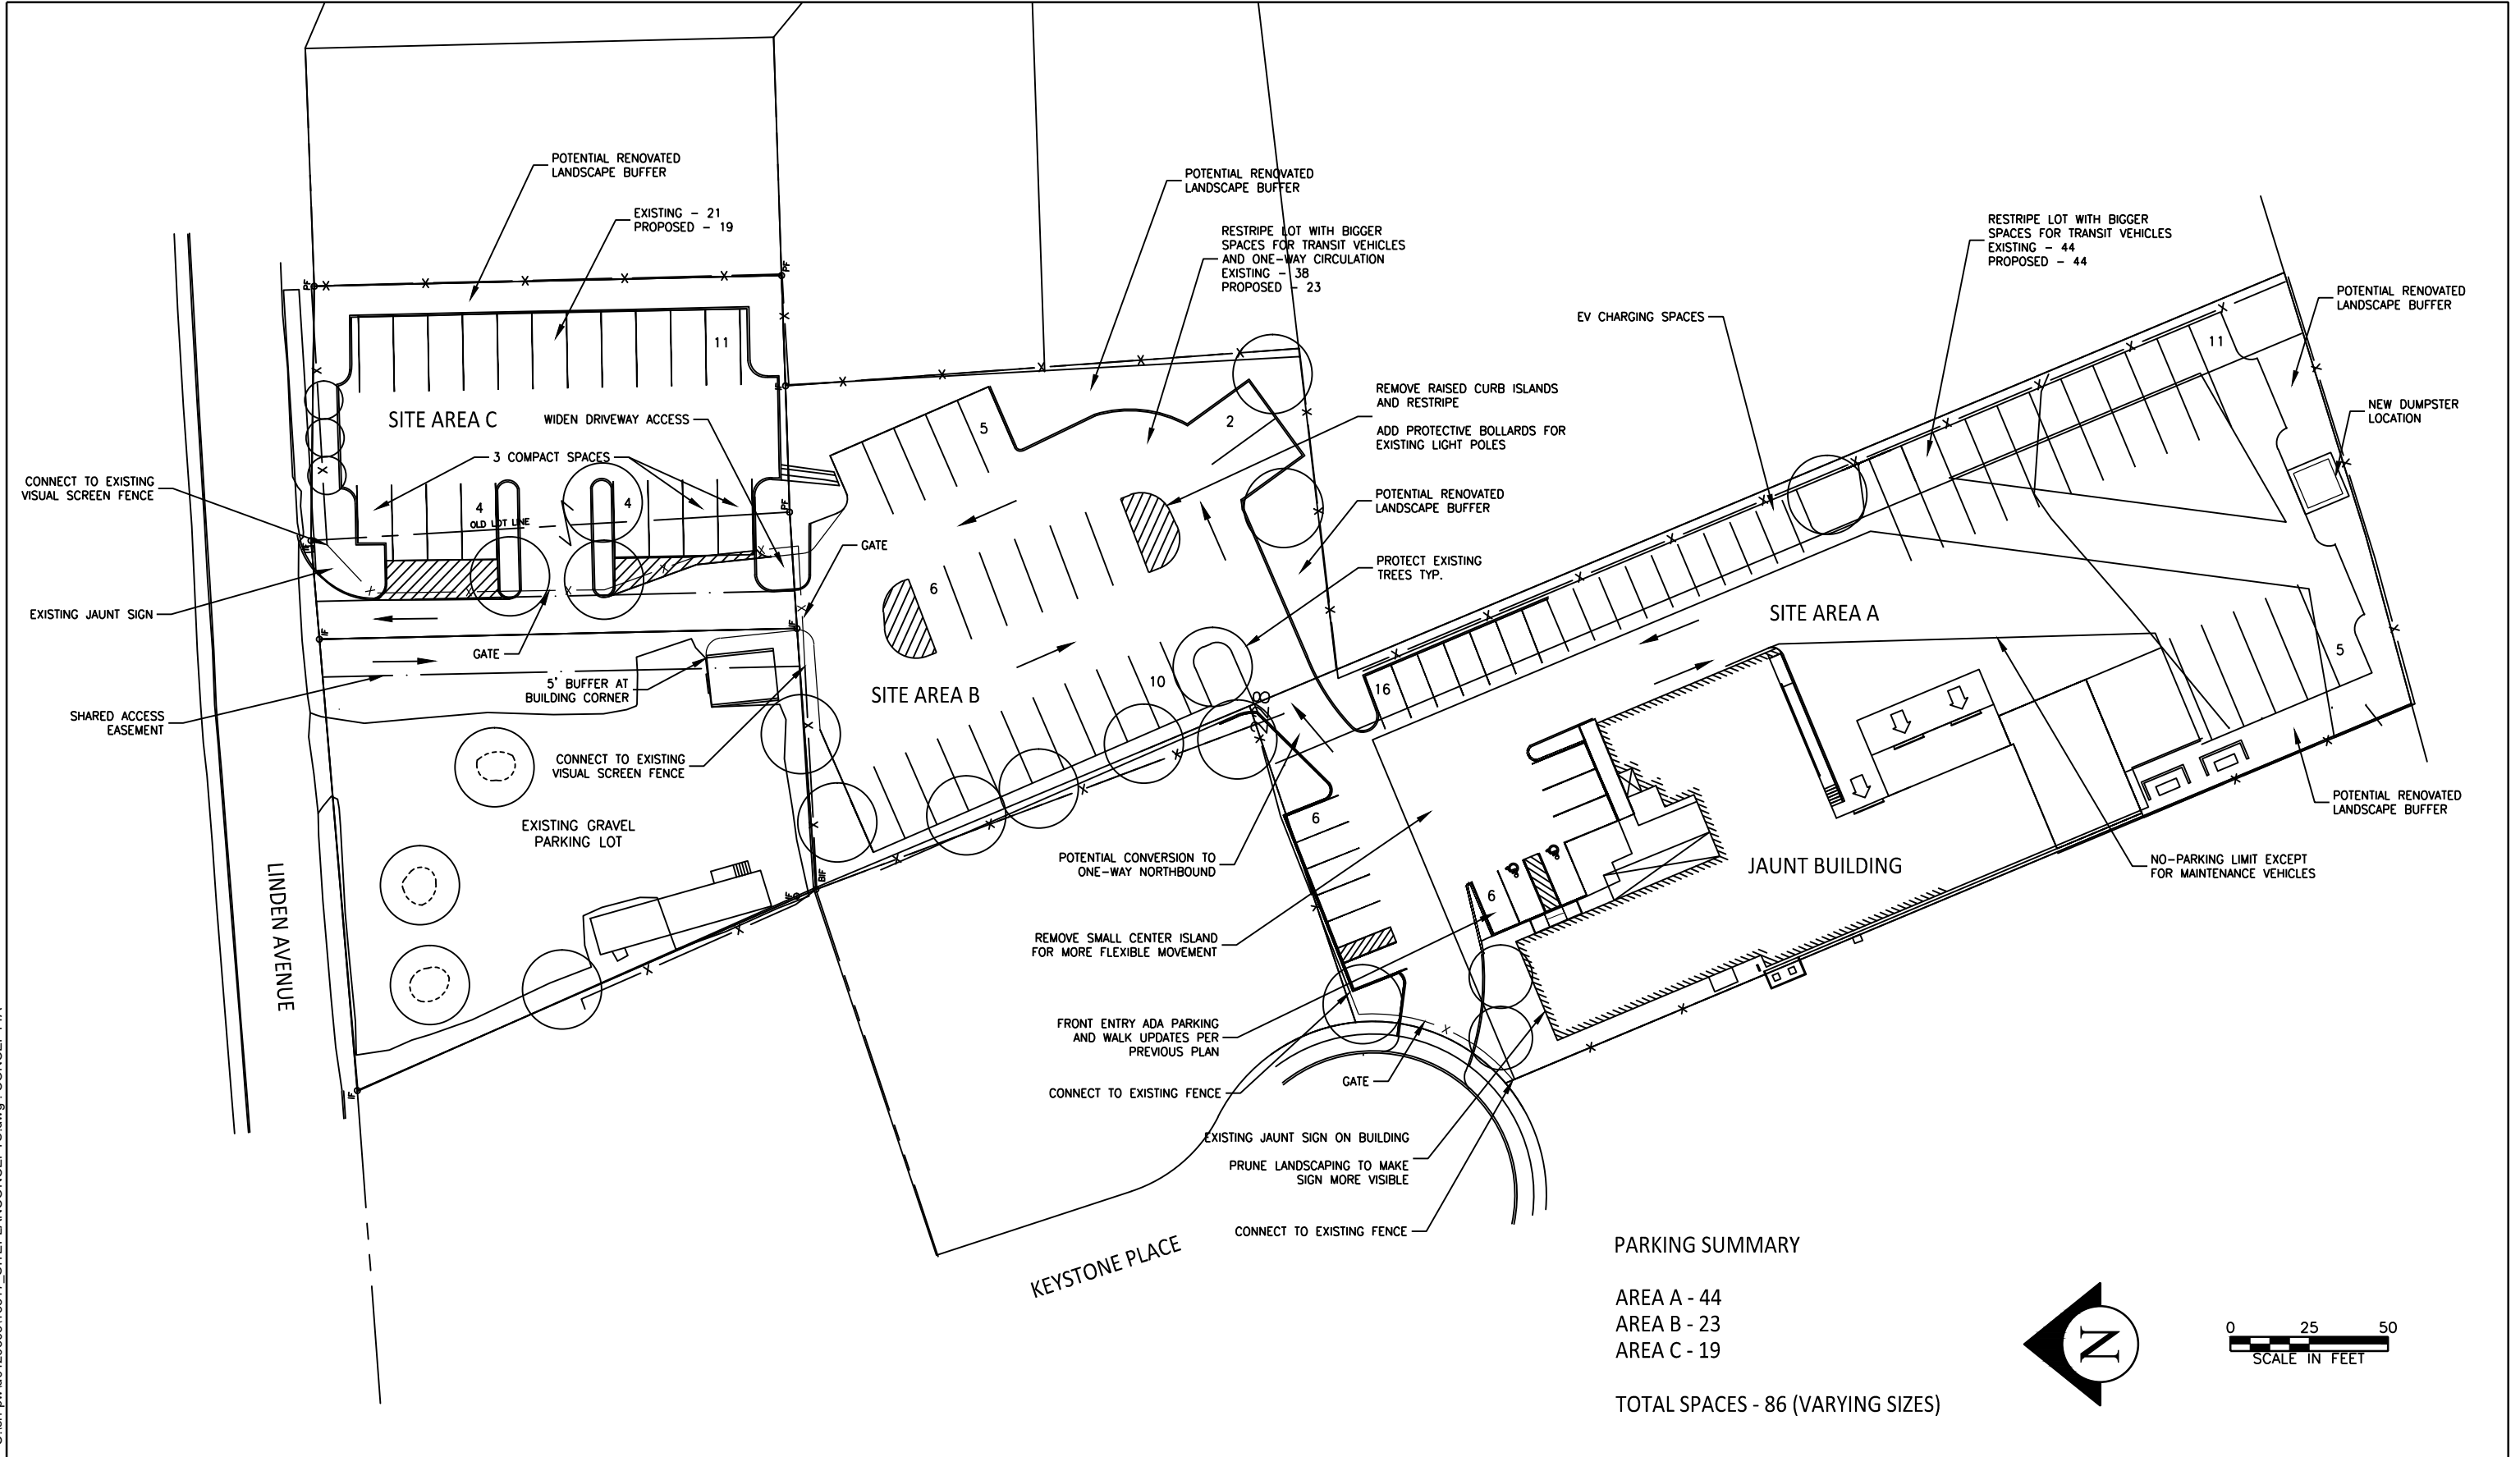 POTENTIAL RENOVATED
LANDSCAPE BUFFER
EXISTING - 21
PROPOSED - 19
11
SITE AREA C
WIDEN DRIVEWAY ACCESS
3 COMPACT SPACES
4
OLD LOT LINE
4
CONNECT TO EXISTING
VISUAL SCREEN FENCE
EXISTING JAUNT SIGN
GATE
GATE
5' BUFFER AT
BUILDING CORNER
SHARED ACCESS
EASEMENT
CONNECT TO EXISTING
VISUAL SCREEN FENCE
EXISTING GRAVEL
PARKING LOT
LINDEN AVENUE
POTENTIAL RENOVATED
LANDSCAPE BUFFER
RESTRIPE LOT WITH BIGGER
SPACES FOR TRANSIT VEHICLES
AND ONE-WAY CIRCULATION
EXISTING - 38
PROPOSED - 23
5
2
REMOVE RAISED CURB ISLANDS
AND RESTRIPE
ADD PROTECTIVE BOLLARDS FOR
EXISTING LIGHT POLES
POTENTIAL RENOVATED
LANDSCAPE BUFFER
PROTECT EXISTING
TREES TYP.
6
10
SITE AREA B
EV CHARGING SPACES
RESTRIPE LOT WITH BIGGER
SPACES FOR TRANSIT VEHICLES
EXISTING - 44
PROPOSED - 44
11
POTENTIAL RENOVATED
LANDSCAPE BUFFER
NEW DUMPSTER
LOCATION
SITE AREA A
5
16
6
6
JAUNT BUILDING
POTENTIAL RENOVATED
LANDSCAPE BUFFER
NO-PARKING LIMIT EXCEPT
FOR MAINTENANCE VEHICLES
POTENTIAL CONVERSION TO
ONE-WAY NORTHBOUND
REMOVE SMALL CENTER ISLAND
FOR MORE FLEXIBLE MOVEMENT
FRONT ENTRY ADA PARKING
AND WALK UPDATES PER
PREVIOUS PLAN
CONNECT TO EXISTING FENCE
GATE
EXISTING JAUNT SIGN ON BUILDING
PRUNE LANDSCAPING TO MAKE
SIGN MORE VISIBLE
CONNECT TO EXISTING FENCE
KEYSTONE PLACE
PARKING SUMMARY
AREA A - 44
AREA B - 23
AREA C - 19
TOTAL SPACES - 86 (VARYING SIZES)
N
0 25 50
SCALE IN FEET